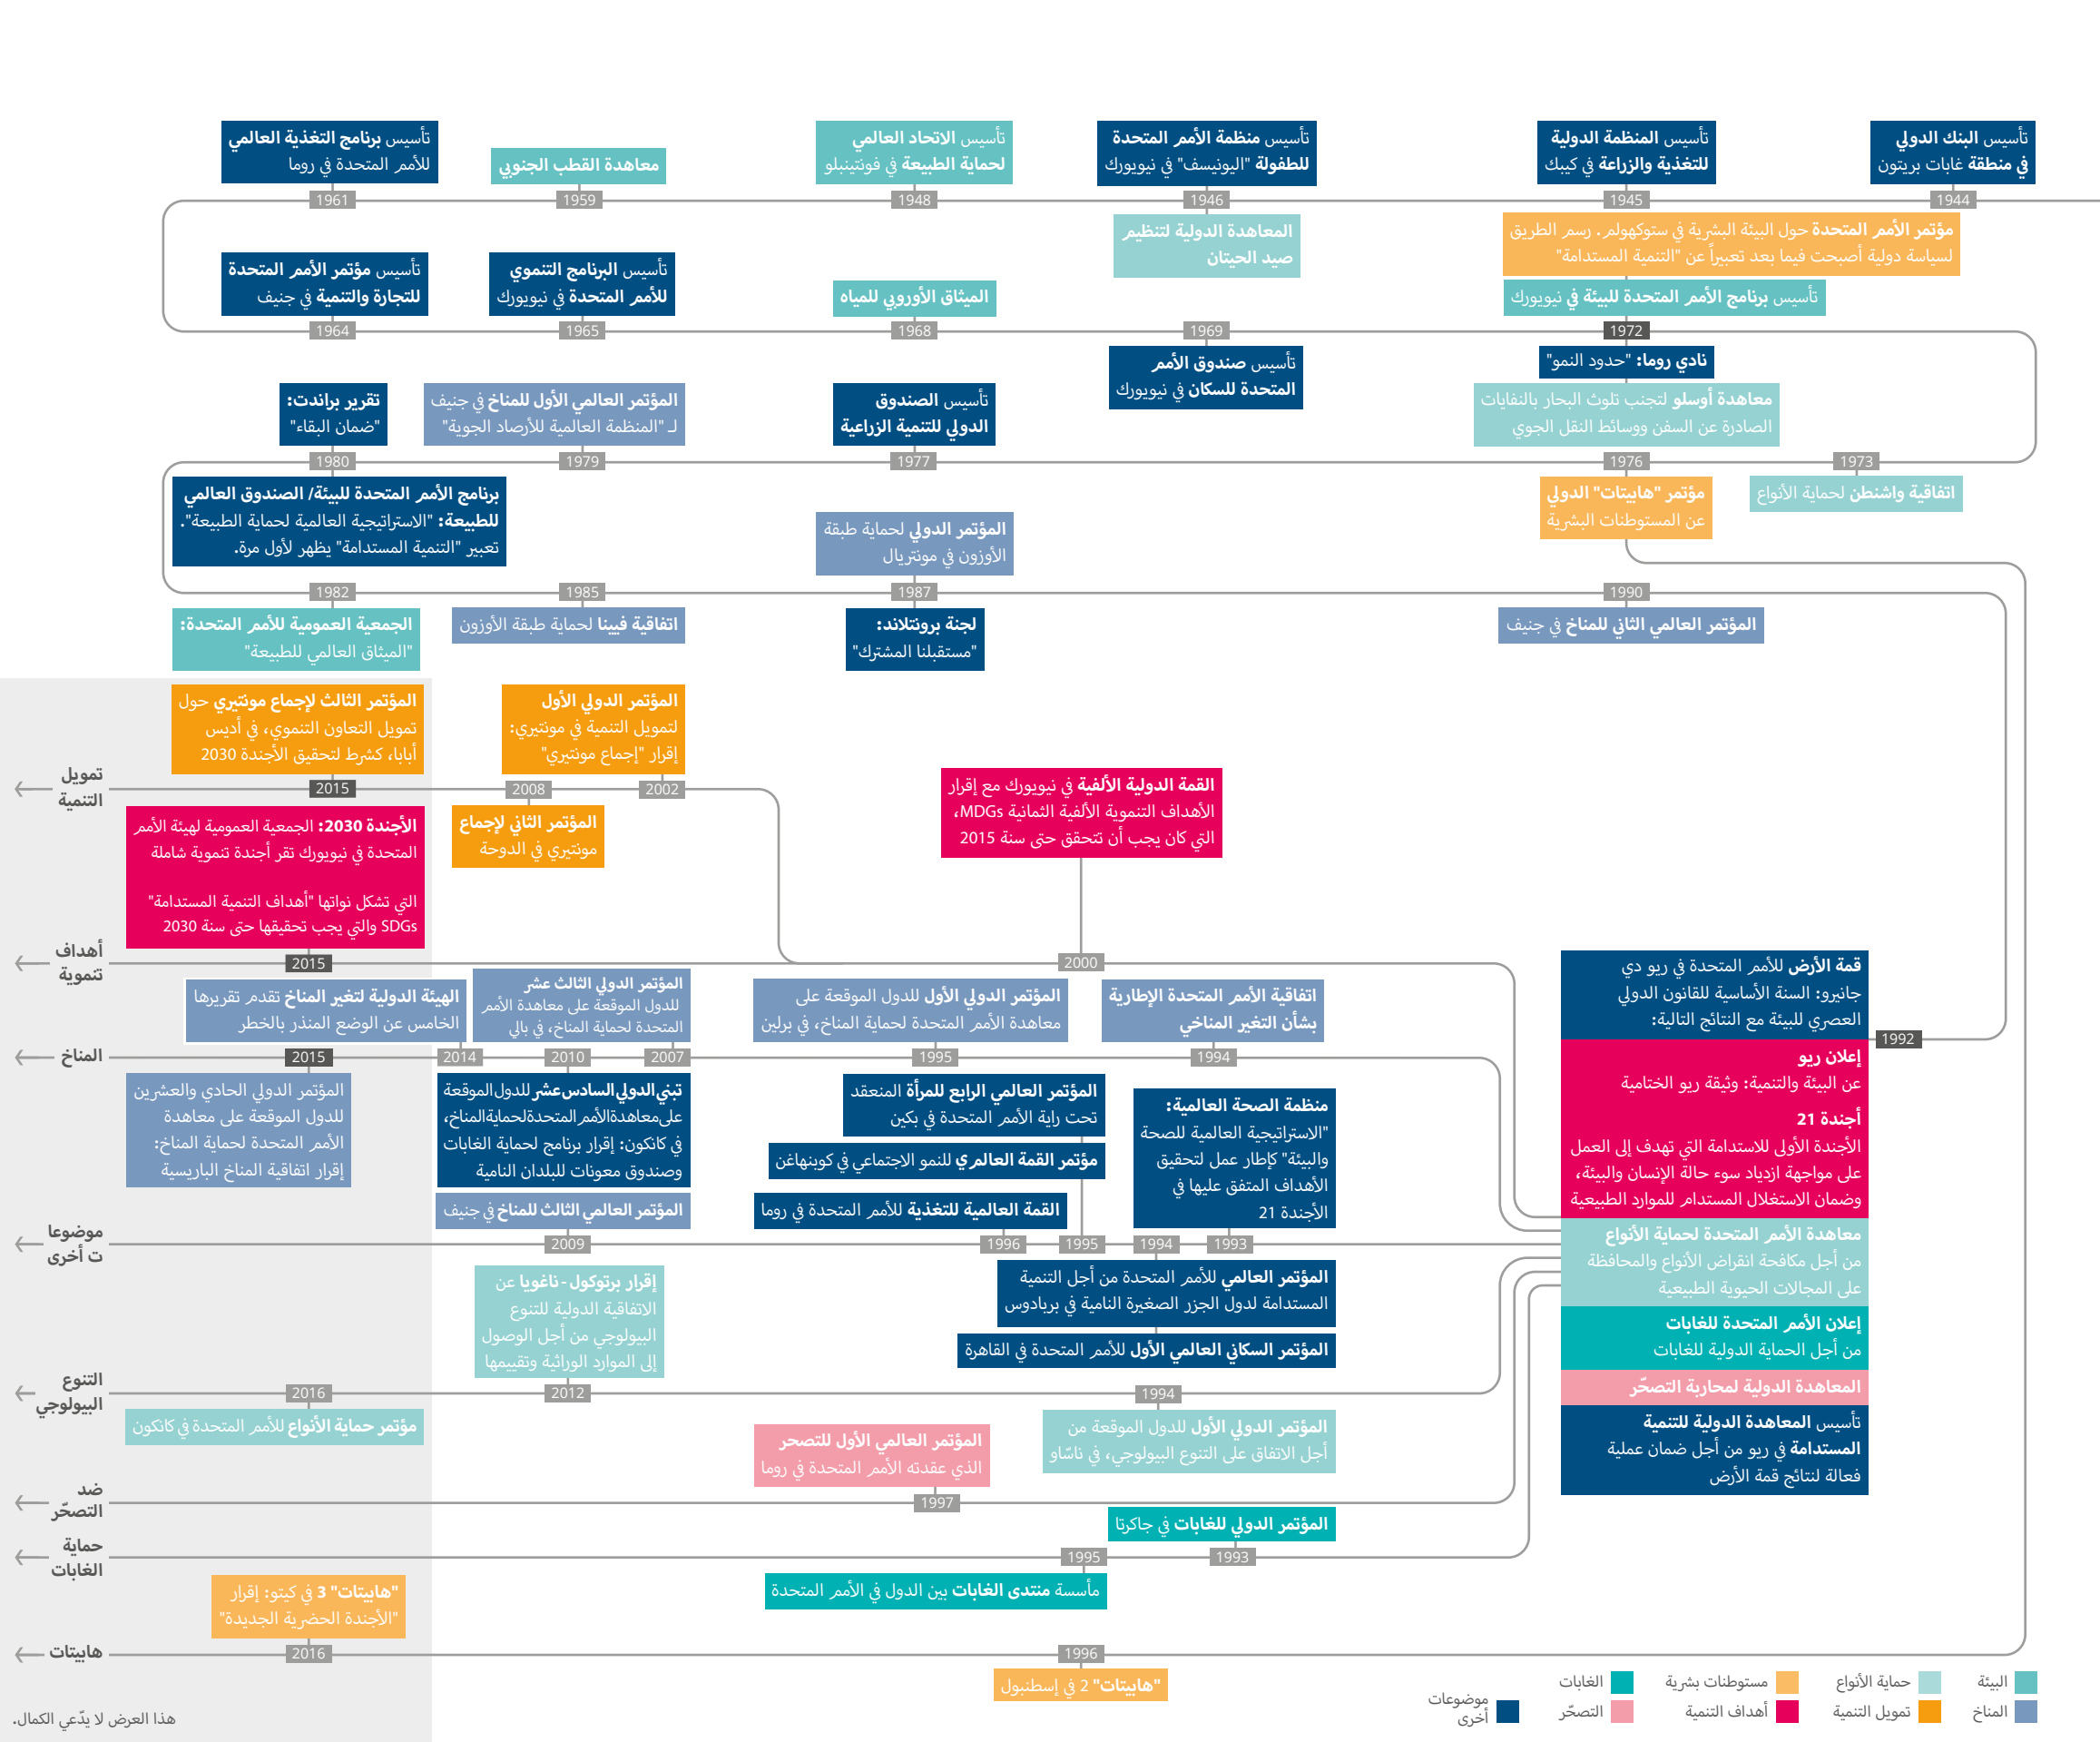 تأسيس البنك الدولي
في منطقة غابات بريتون
1944
تأسيس المنظمة الدولية
للتغذية والزراعة في كيبك
1945
تأسيس منظمة الأمم المتحدة
للطفولة "اليونيسف" في نيويورك
1946
المعاهدة الدولية لتنظيم
صيد الحيتان
تأسيس الاتحاد العالمي
لحماية الطبيعة في فونتينبلو
1948
معاهدة القطب الجنوبي
1959
تأسيس برنامج التغذية العالمي
للأمم المتحدة في روما
1961
تأسيس مؤتمر الأمم المتحدة
للتجارة والتنمية في جنيف
1964
تأسيس البرنامج التنموي
للأمم المتحدة في نيويورك
1965
الميثاق الأوروبي للمياه
1968
1969
تأسيس صندوق الأمم
المتحدة للسكان في نيويورك
مؤتمر الأمم المتحدة حول البيئة البشرية في ستوكهولم. رسم الطريق
لسياسة دولية أصبحت فيما بعد تعبيراً عن "التنمية المستدامة"
تأسيس برنامج الأمم المتحدة للبيئة في نيويورك
1972
نادي روما: "حدود النمو"
معاهدة أوسلو لتجنب تلوث البحار بالنفايات
الصادرة عن السفن ووسائط النقل الجوي
1973
اتفاقية واشنطن لحماية الأنواع
1976
مؤتمر "هابيتات" الدولي
عن المستوطنات البشرية
تأسيس الصندوق
الدولي للتنمية الزراعية
1977
المؤتمر العالمي الأول للمناخ في جنيف
لـ "المنظمة العالمية للأرصاد الجوية"
1979
تقرير براندت:
"ضمان البقاء"
1980
برنامج الأمم المتحدة للبيئة/ الصندوق العالمي
للطبيعة: "الاستراتيجية العالمية لحماية الطبيعة".
تعبير "التنمية المستدامة" يظهر لأول مرة.
1982
الجمعية العمومية للأمم المتحدة:
"الميثاق العالمي للطبيعة"
1985
اتفاقية فيينا لحماية طبقة الأوزون
المؤتمر الدولي لحماية طبقة
الأوزون في مونتريال
1987
لجنة برونتلاند:
"مستقبلنا المشترك"
1990
المؤتمر العالمي الثاني للمناخ في جنيف
1992
قمة الأرض للأمم المتحدة في ريو دي
جانيرو: السنة الأساسية للقانون الدولي
العصري للبيئة مع النتائج التالية:
إعلان ريو
عن البيئة والتنمية: وثيقة ريو الختامية
أجندة 21
الأجندة الأولى للاستدامة التي تهدف إلى العمل
على مواجهة ازدياد سوء حالة الإنسان والبيئة،
وضمان الاستغلال المستدام للموارد الطبيعية
معاهدة الأمم المتحدة لحماية الأنواع
من أجل مكافحة انقراض الأنواع والمحافظة
على المجالات الحيوية الطبيعية
إعلان الأمم المتحدة للغابات
من أجل الحماية الدولية للغابات
المعاهدة الدولية لمحاربة التصحّر
تأسيس المعاهدة الدولية للتنمية
المستدامة في ريو من أجل ضمان عملية
فعالة لنتائج قمة الأرض
تمويل
التنمية
المؤتمر الدولي الأول
لتمويل التنمية في مونتيري:
إقرار "إجماع مونتيري"
2002
2008
المؤتمر الثاني لإجماع
مونتيري في الدوحة
المؤتمر الثالث لإجماع مونتيري حول
تمويل التعاون التنموي، في أديس
أبابا، كشرط لتحقيق الأجندة 2030
2015
أهداف
تنموية
القمة الدولية الألفية في نيويورك مع إقرار
الأهداف التنموية الألفية الثمانية MDGs،
التي كان يجب أن تتحقق حتى سنة 2015
2000
الأجندة 2030: الجمعية العمومية لهيئة الأمم
المتحدة في نيويورك تقر أجندة تنموية شاملة
التي تشكل نواتها "أهداف التنمية المستدامة"
SDGs والتي يجب تحقيقها حتى سنة 2030
2015
المناخ
اتفاقية الأمم المتحدة الإطارية
بشأن التغير المناخي
1994
المؤتمر الدولي الأول للدول الموقعة على
معاهدة الأمم المتحدة لحماية المناخ، في برلين
1995
المؤتمر الدولي الثالث عشر
للدول الموقعة على معاهدة الأمم
المتحدة لحماية المناخ، في بالي
2007
2010
تبني الدولي السادس عشر للدول الموقعة
على معاهدة الأمم المتحدة لحماية المناخ،
في كانكون: إقرار برنامج لحماية الغابات
وصندوق معونات للبلدان النامية
الهيئة الدولية لتغير المناخ تقدم تقريرها
الخامس عن الوضع المنذر بالخطر
2014
2015
المؤتمر الدولي الحادي والعشرين
للدول الموقعة على معاهدة
الأمم المتحدة لحماية المناخ:
إقرار اتفاقية المناخ الباريسية
موضوعا
ت أخرى
منظمة الصحة العالمية:
"الاستراتيجية العالمية للصحة
والبيئة" كإطار عمل لتحقيق
الأهداف المتفق عليها في
الأجندة 21
1993
1994
المؤتمر العالمي للأمم المتحدة من أجل التنمية
المستدامة لدول الجزر الصغيرة النامية في بربادوس
المؤتمر السكاني العالمي الأول للأمم المتحدة في القاهرة
المؤتمر العالمي الرابع للمرأة المنعقد
تحت راية الأمم المتحدة في بكين
مؤتمر القمة العالمري للنمو الاجتماعي في كوبنهاغن
1995
القمة العالمية للتغذية للأمم المتحدة في روما
1996
المؤتمر العالمي الثالث للمناخ في جنيف
2009
التنوع
البيولوجي
1994
المؤتمر الدولي الأول للدول الموقعة من
أجل الاتفاق على التنوع البيولوجي، في ناسّاو
إقرار برتوكول - ناغويا عن
الاتفاقية الدولية للتنوع
البيولوجي من أجل الوصول
إلى الموارد الوراثية وتقييمها
2012
2016
مؤتمر حماية الأنواع للأمم المتحدة في كانكون
ضد
التصحّر
المؤتمر العالمي الأول للتصحر
الذي عقدته الأمم المتحدة في روما
1997
حماية
الغابات
المؤتمر الدولي للغابات في جاكرتا
1993
1995
مأسسة منتدى الغابات بين الدول في الأمم المتحدة
هابيتات
1996
"هابيتات" 2 في إسطنبول
"هابيتات" 3 في كيتو: إقرار
"الأجندة الحضرية الجديدة"
2016
البيئة
حماية الأنواع
مستوطنات بشرية
الغابات
المناخ
تمويل التنمية
أهداف التنمية
التصحّر
موضوعات
أخرى
هذا العرض لا يدّعي الكمال.